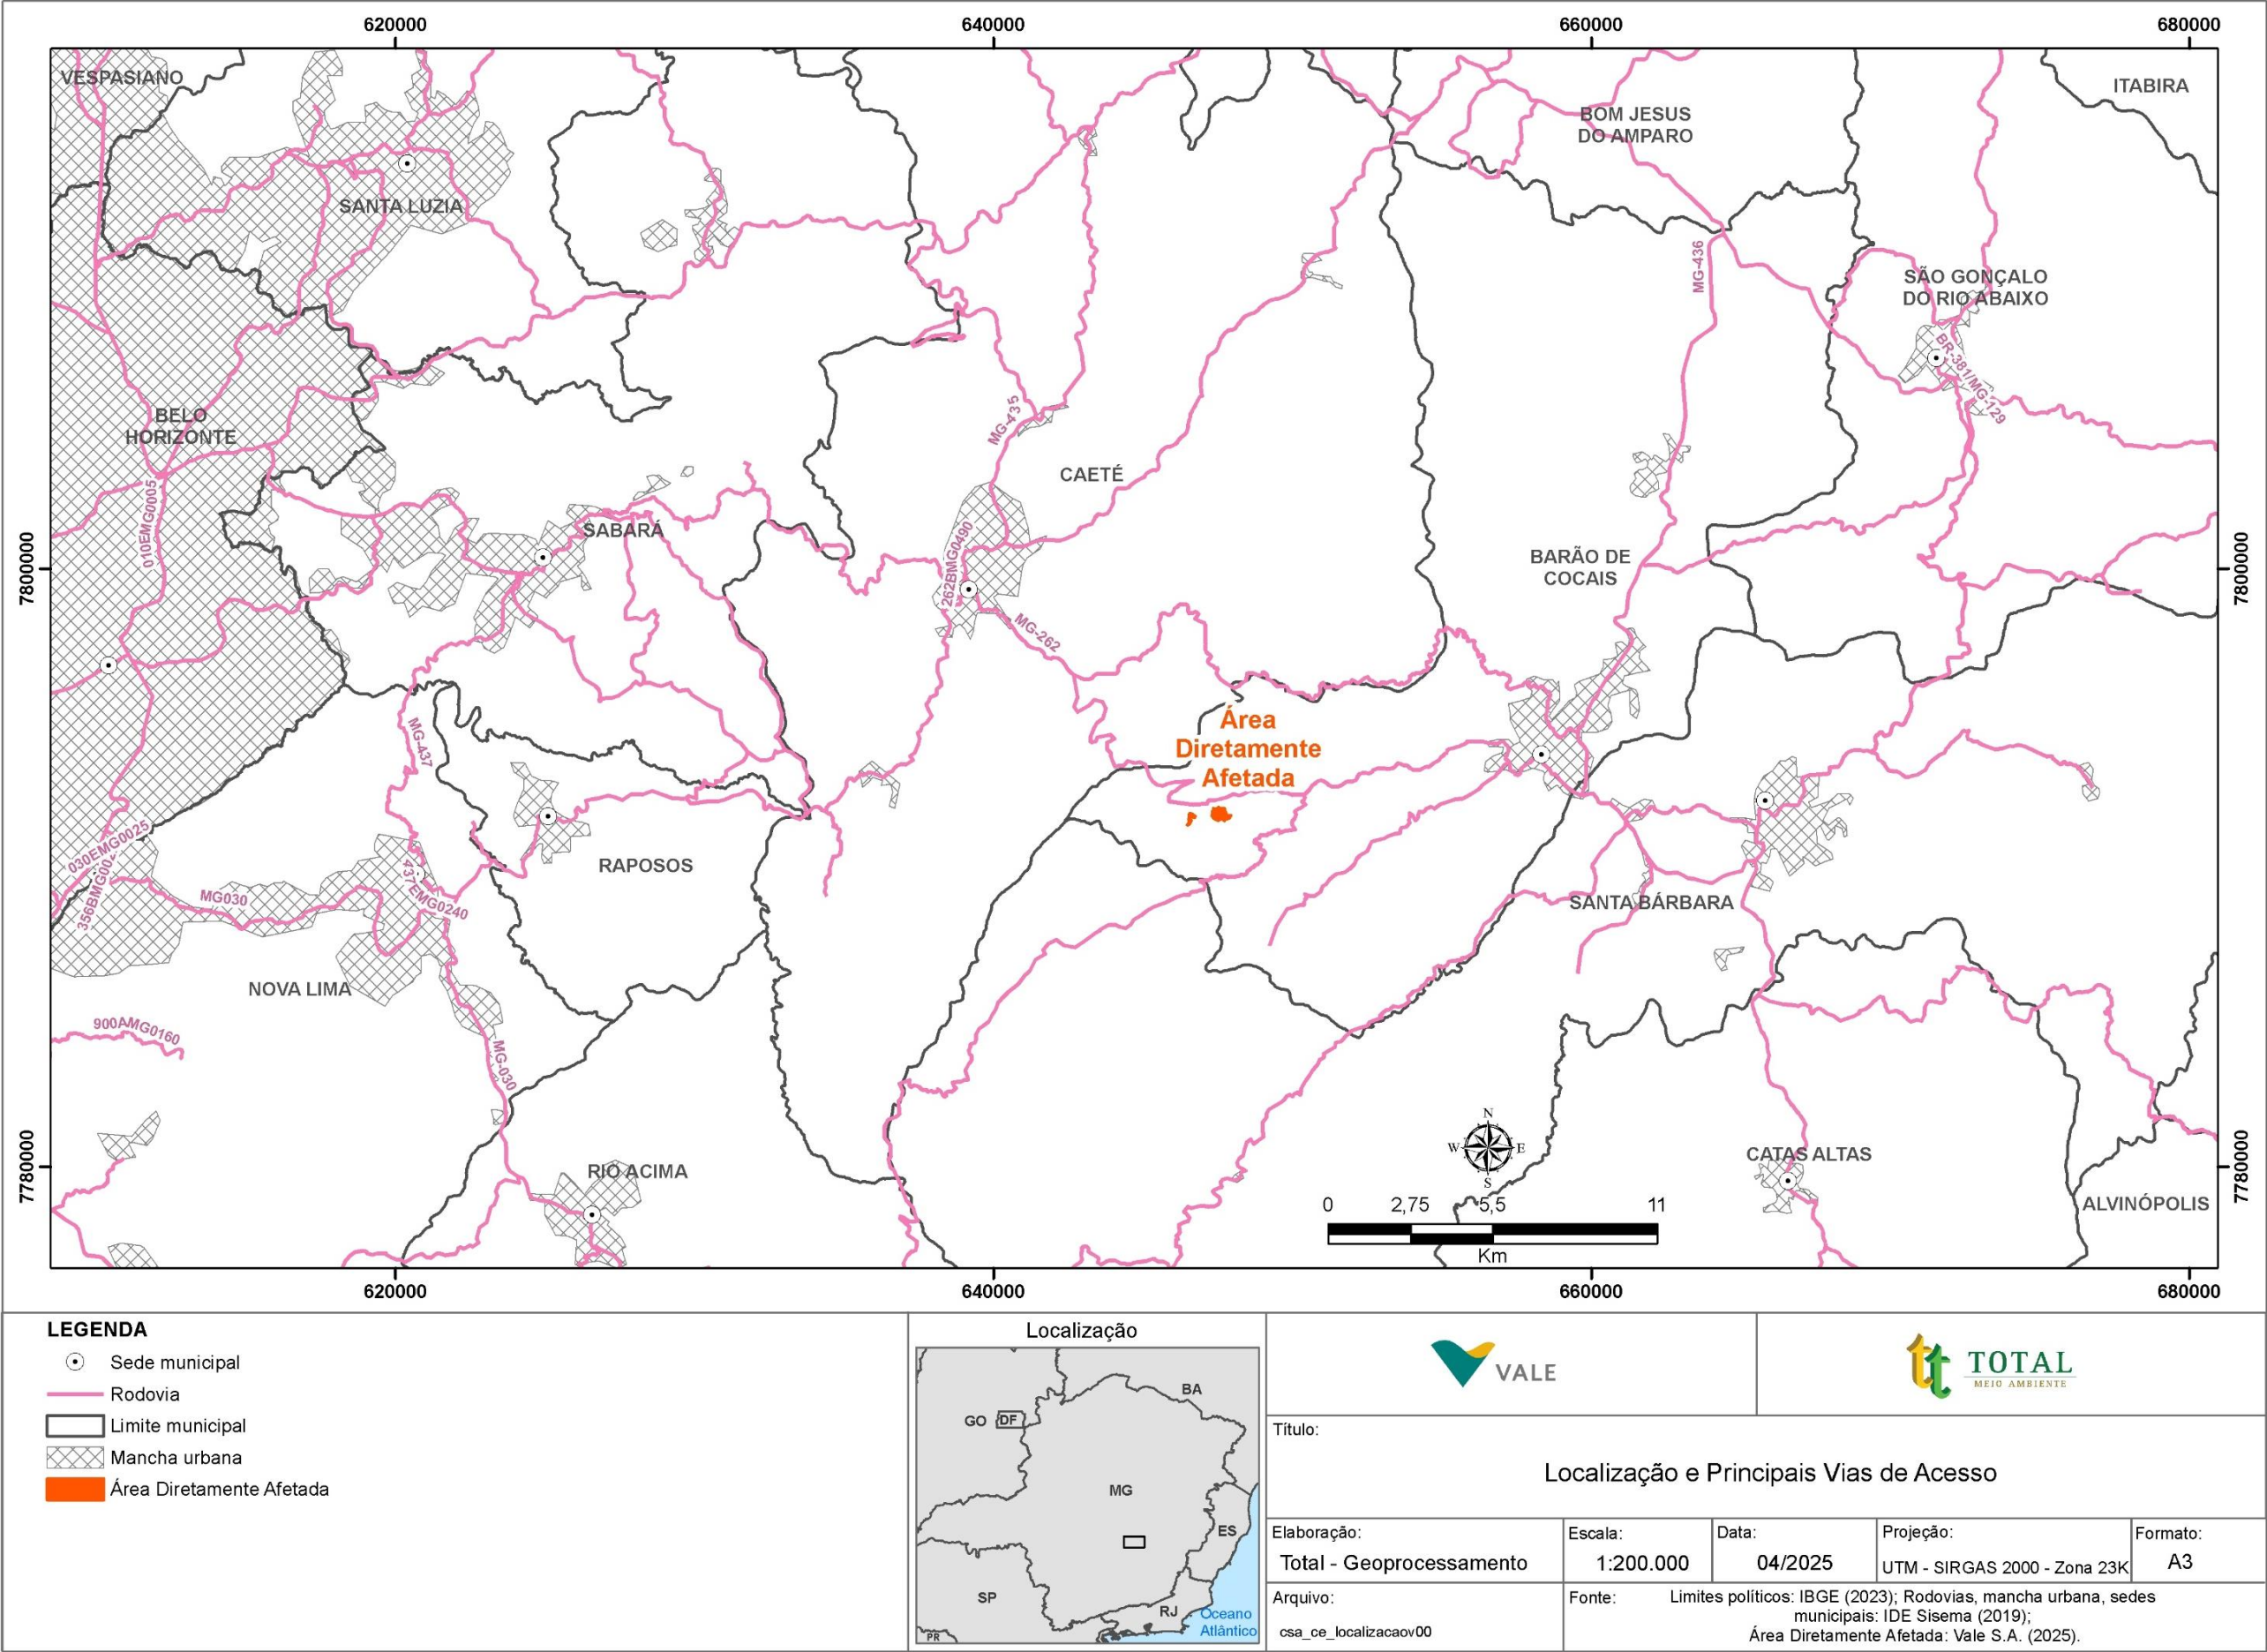 620000
640000
660000
680000
VESPASIANO
ITABIRA
BOM JESUS
DO AMPARO
SANTA LUZIA
MG-436
SÃO GONÇALO
DO RIO ABAIXO
BR-381/MG-129
BELO
HORIZONTE
MG-435
CAETÉ
010EMG0005
SABARÁ
262BMG0490
BARÃO DE
COCAIS
7800000
7800000
MG-262
MG-437
Área
Diretamente
Afetada
030EMG0025
356BMG002
RAPOSOS
437EMG0240
MG030
SANTA BÁRBARA
NOVA LIMA
900AMG0160
MG-030
N
W
E
S
CATAS ALTAS
RIO ACIMA
ALVINÓPOLIS
7780000
7780000
0 2,75 5,5 11
Km
620000
640000
660000
680000
LEGENDA
Sede municipal
Rodovia
Limite municipal
Mancha urbana
Área Diretamente Afetada
Localização
BA
GO
DF
MG
ES
SP
RJ
PR
Oceano
Atlântico
VALE
tt TOTAL
MEIO AMBIENTE
Título:
Localização e Principais Vias de Acesso
Elaboração:
Total - Geoprocessamento
Escala:
1:200.000
Data:
04/2025
Projeção:
UTM - SIRGAS 2000 - Zona 23K
Formato:
A3
Arquivo:
csa_ce_localizacaov00
Fonte:
Limites políticos: IBGE (2023); Rodovias, mancha urbana, sedes
municipais: IDE Sisema (2019);
Área Diretamente Afetada: Vale S.A. (2025).